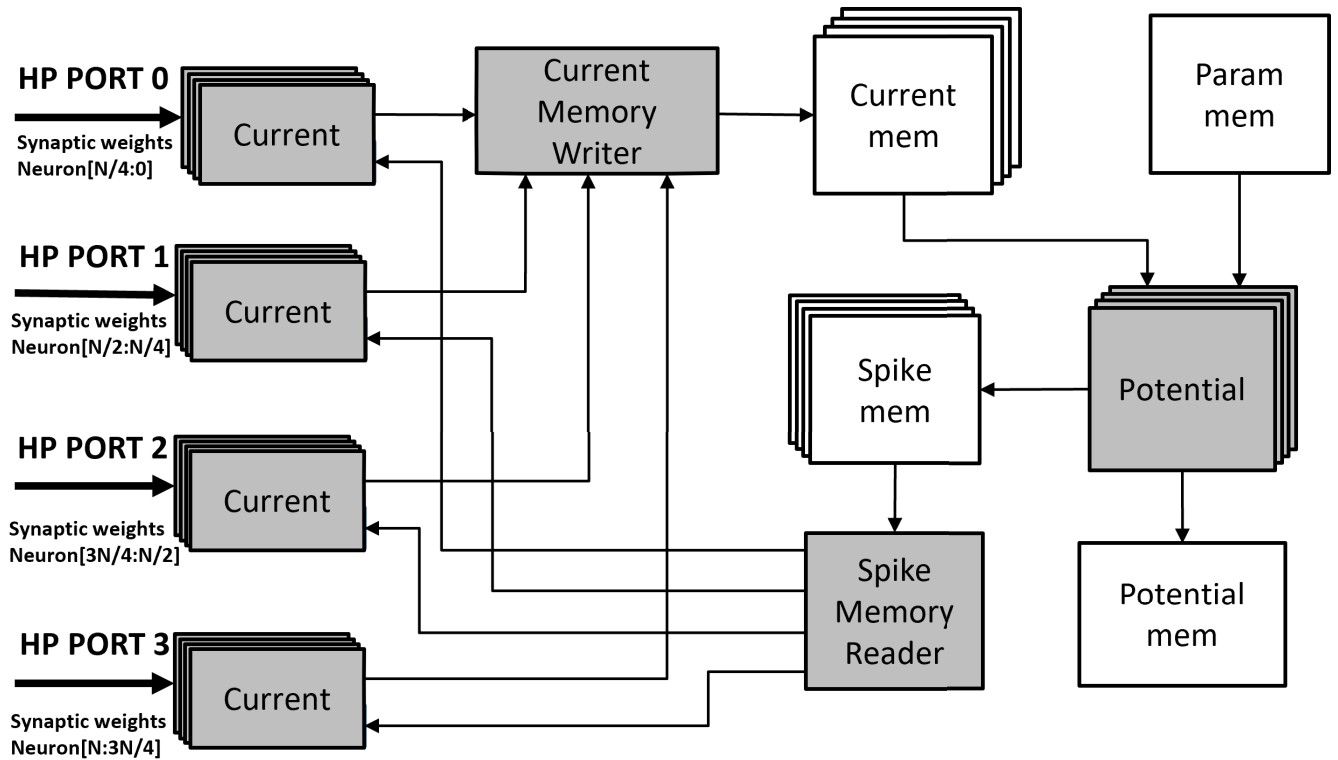 HP PORT 0
Synaptic weights
Neuron[N/4:0]
Current
Current
Memory
Writer
Current
mem
Param
mem
HP PORT 1
Synaptic weights
Neuron[N/2:N/4]
Current
Spike
mem
Potential
HP PORT 2
Synaptic weights
Neuron[3N/4:N/2]
Current
Spike
Memory
Reader
Potential
mem
HP PORT 3
Synaptic weights
Neuron[N:3N/4]
Current